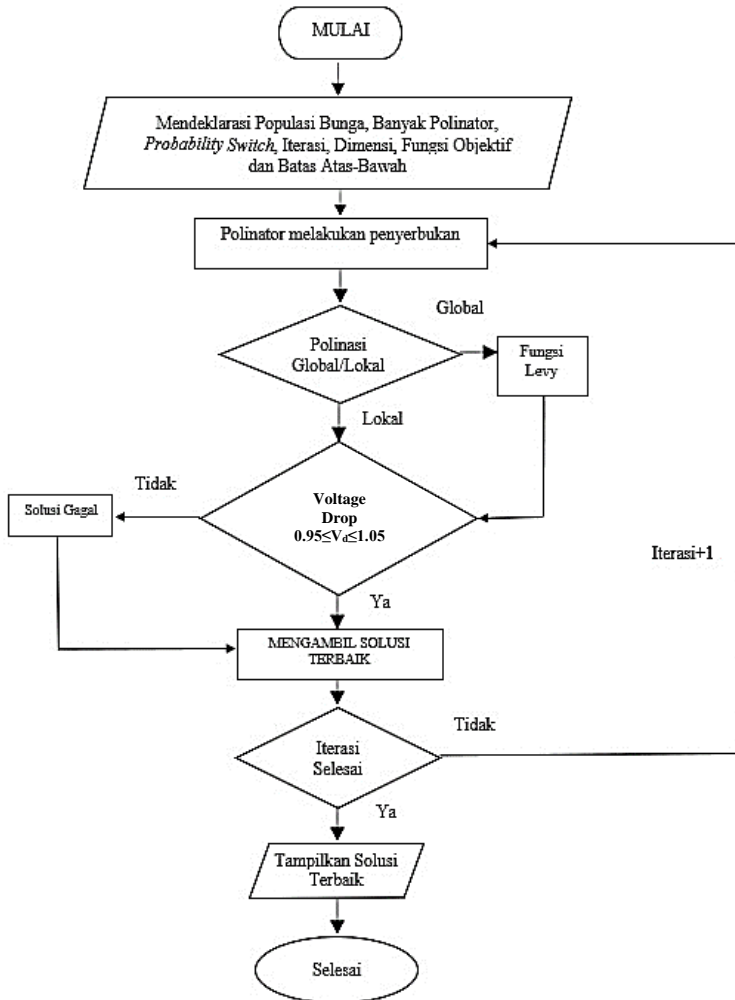 MULAI
Mendeklarasi Populasi Bunga, Banyak Polinator,
Probability Switch, Iterasi, Dimensi, Fungsi Objektif
dan Batas Atas-Bawah
Polinator melakukan penyerbukan
Global
Polinasi
Global/Lokal
Fungsi
Levy
Lokal
Tidak
Voltage
Drop
0.95≤Vd≤1.05
Solusi Gagal
Iterasi+1
Ya
MENGAMBIL SOLUSI
TERBAIK
Tidak
Iterasi
Selesai
Ya
Tampilkan Solusi
Terbaik
Selesai